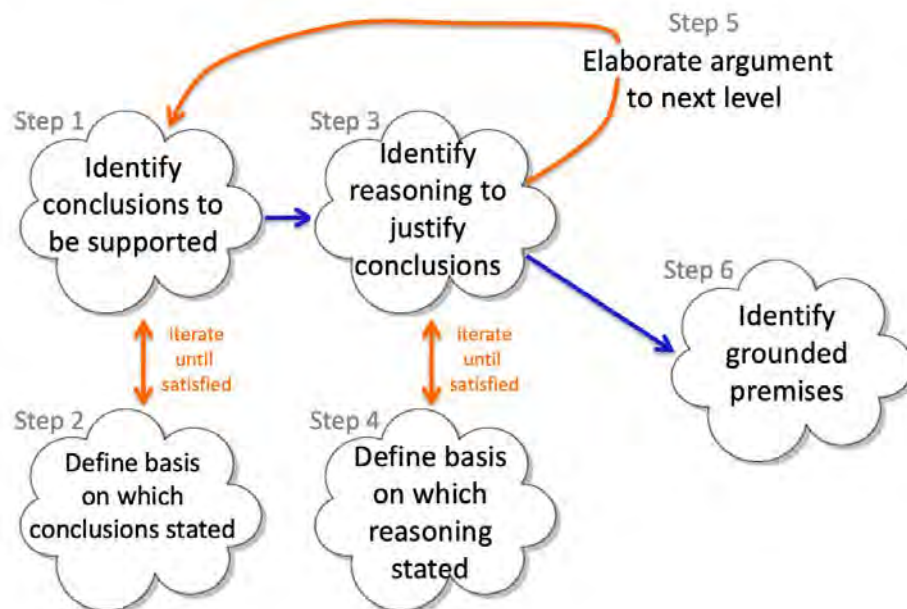 Step 5
Elaborate argument
to next level
Step 1
Identify
conclusions to
be supported
Step 3
Identify
reasoning to
justify
conclusions
Step 6
Identify
grounded
premises
iterate
until
satisfied
iterate
until
satisfied
Step 2
Define basis
on which
conclusions stated
Step 4
Define basis
on which
reasoning
stated